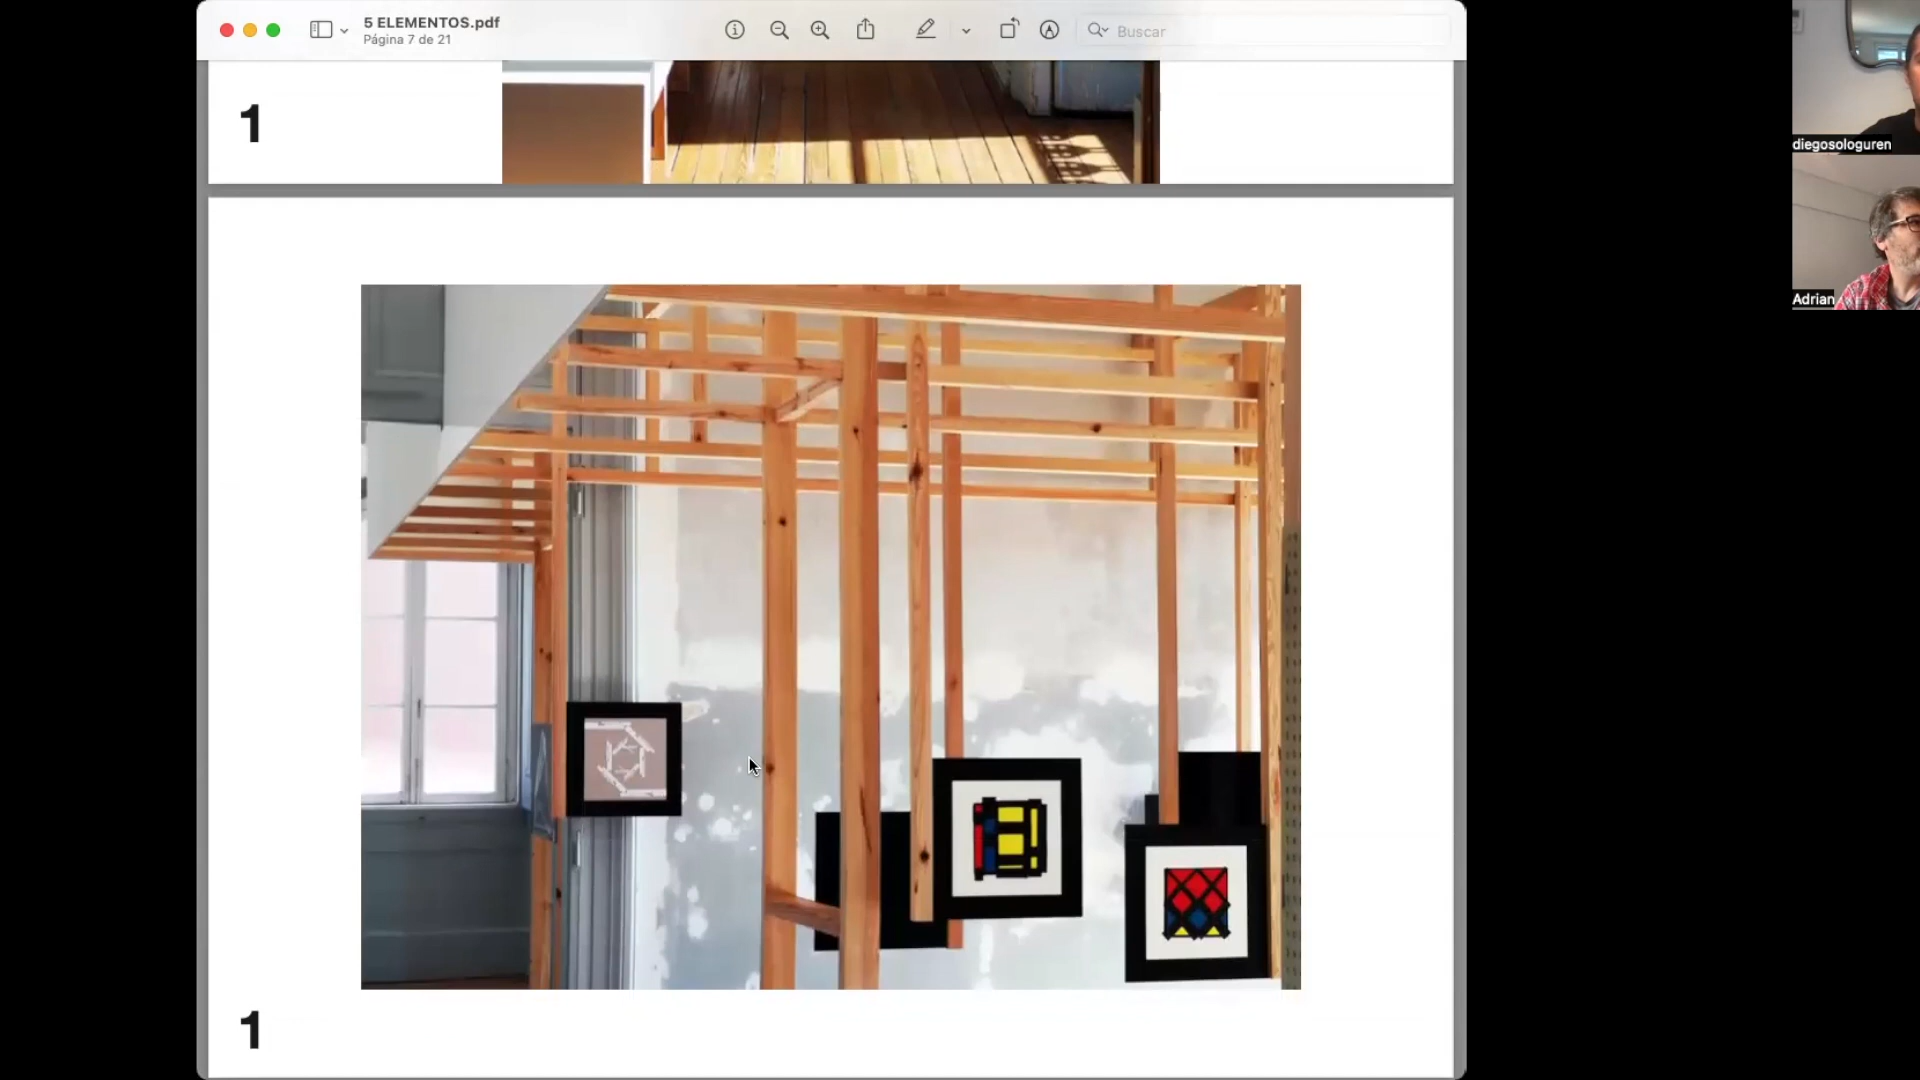 5 ELEMENTOS.pdf
Página 7 de 21
Buscar
1
diegosologuren
Adrian
1